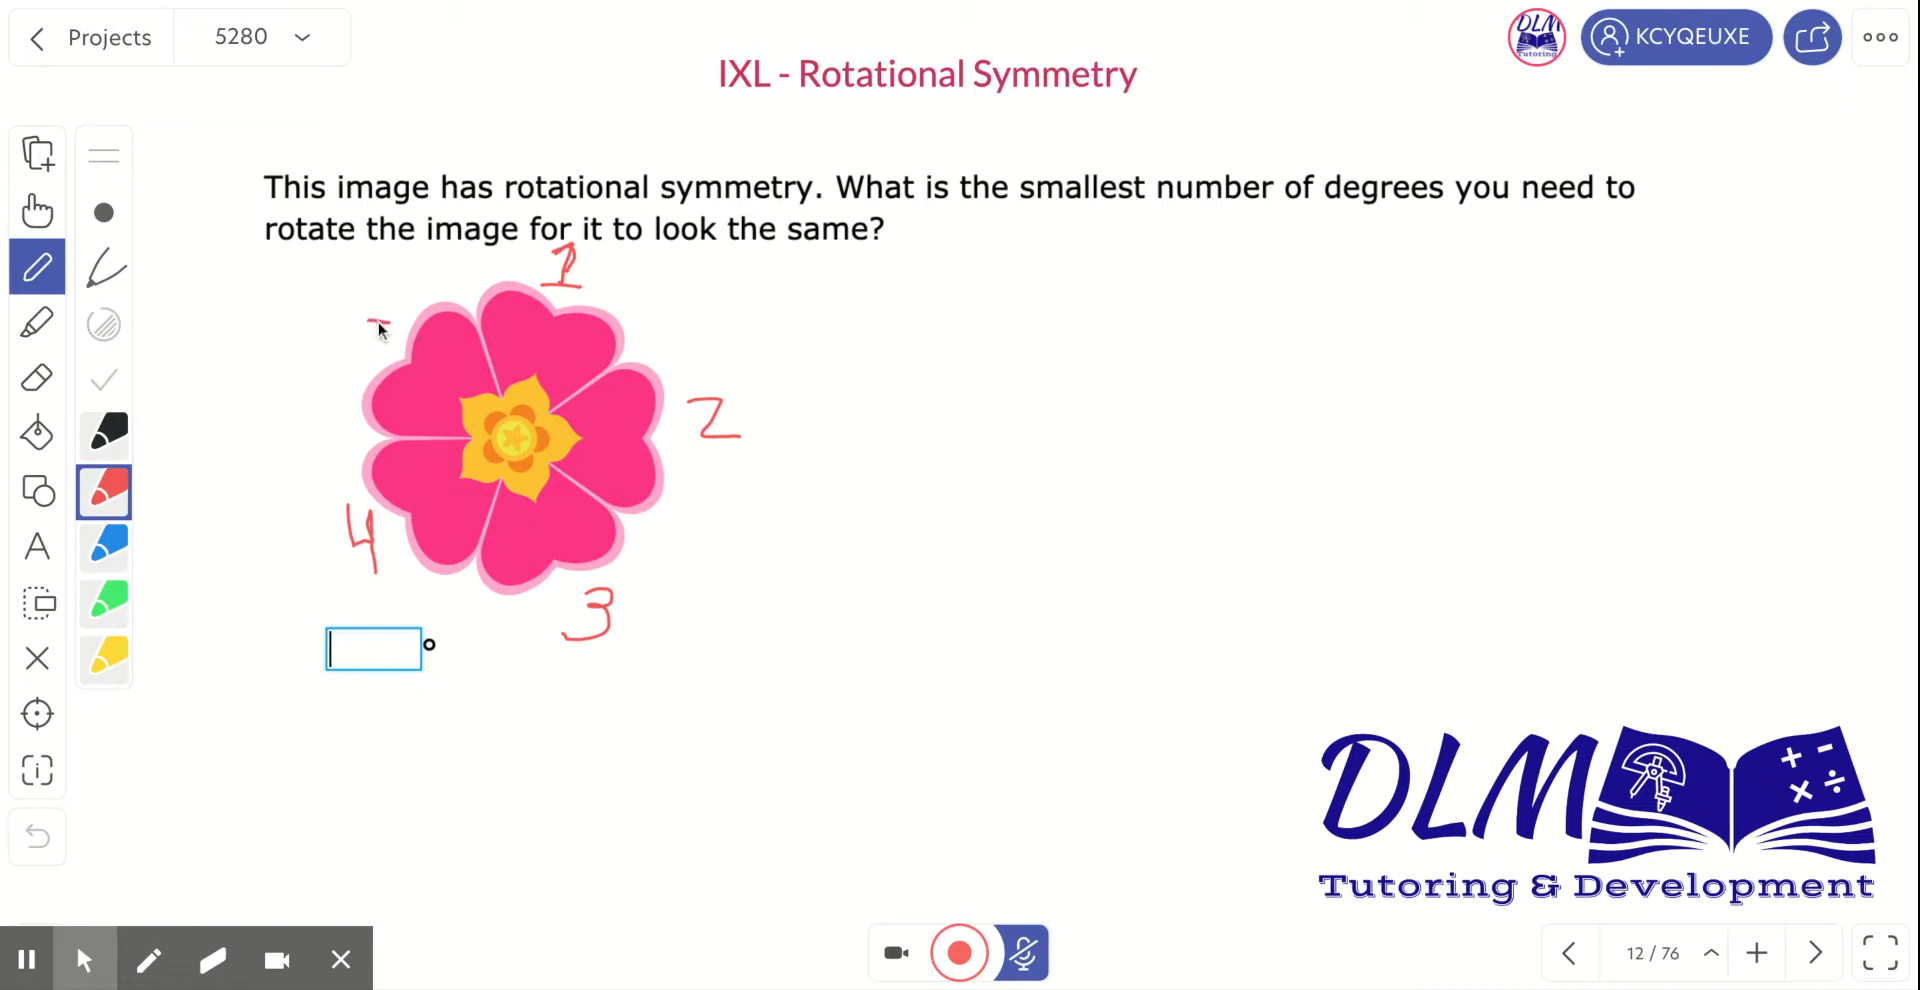 Projects
5280
DLM
Tutoring
KCYQEUXE
IXL - Rotational Symmetry
This image has rotational symmetry. What is the smallest number of degrees you need to
rotate the image for it to look the same?
1
2
4
3
°
A
DLM
+ -
× ÷
Tutoring & Development
12 / 76